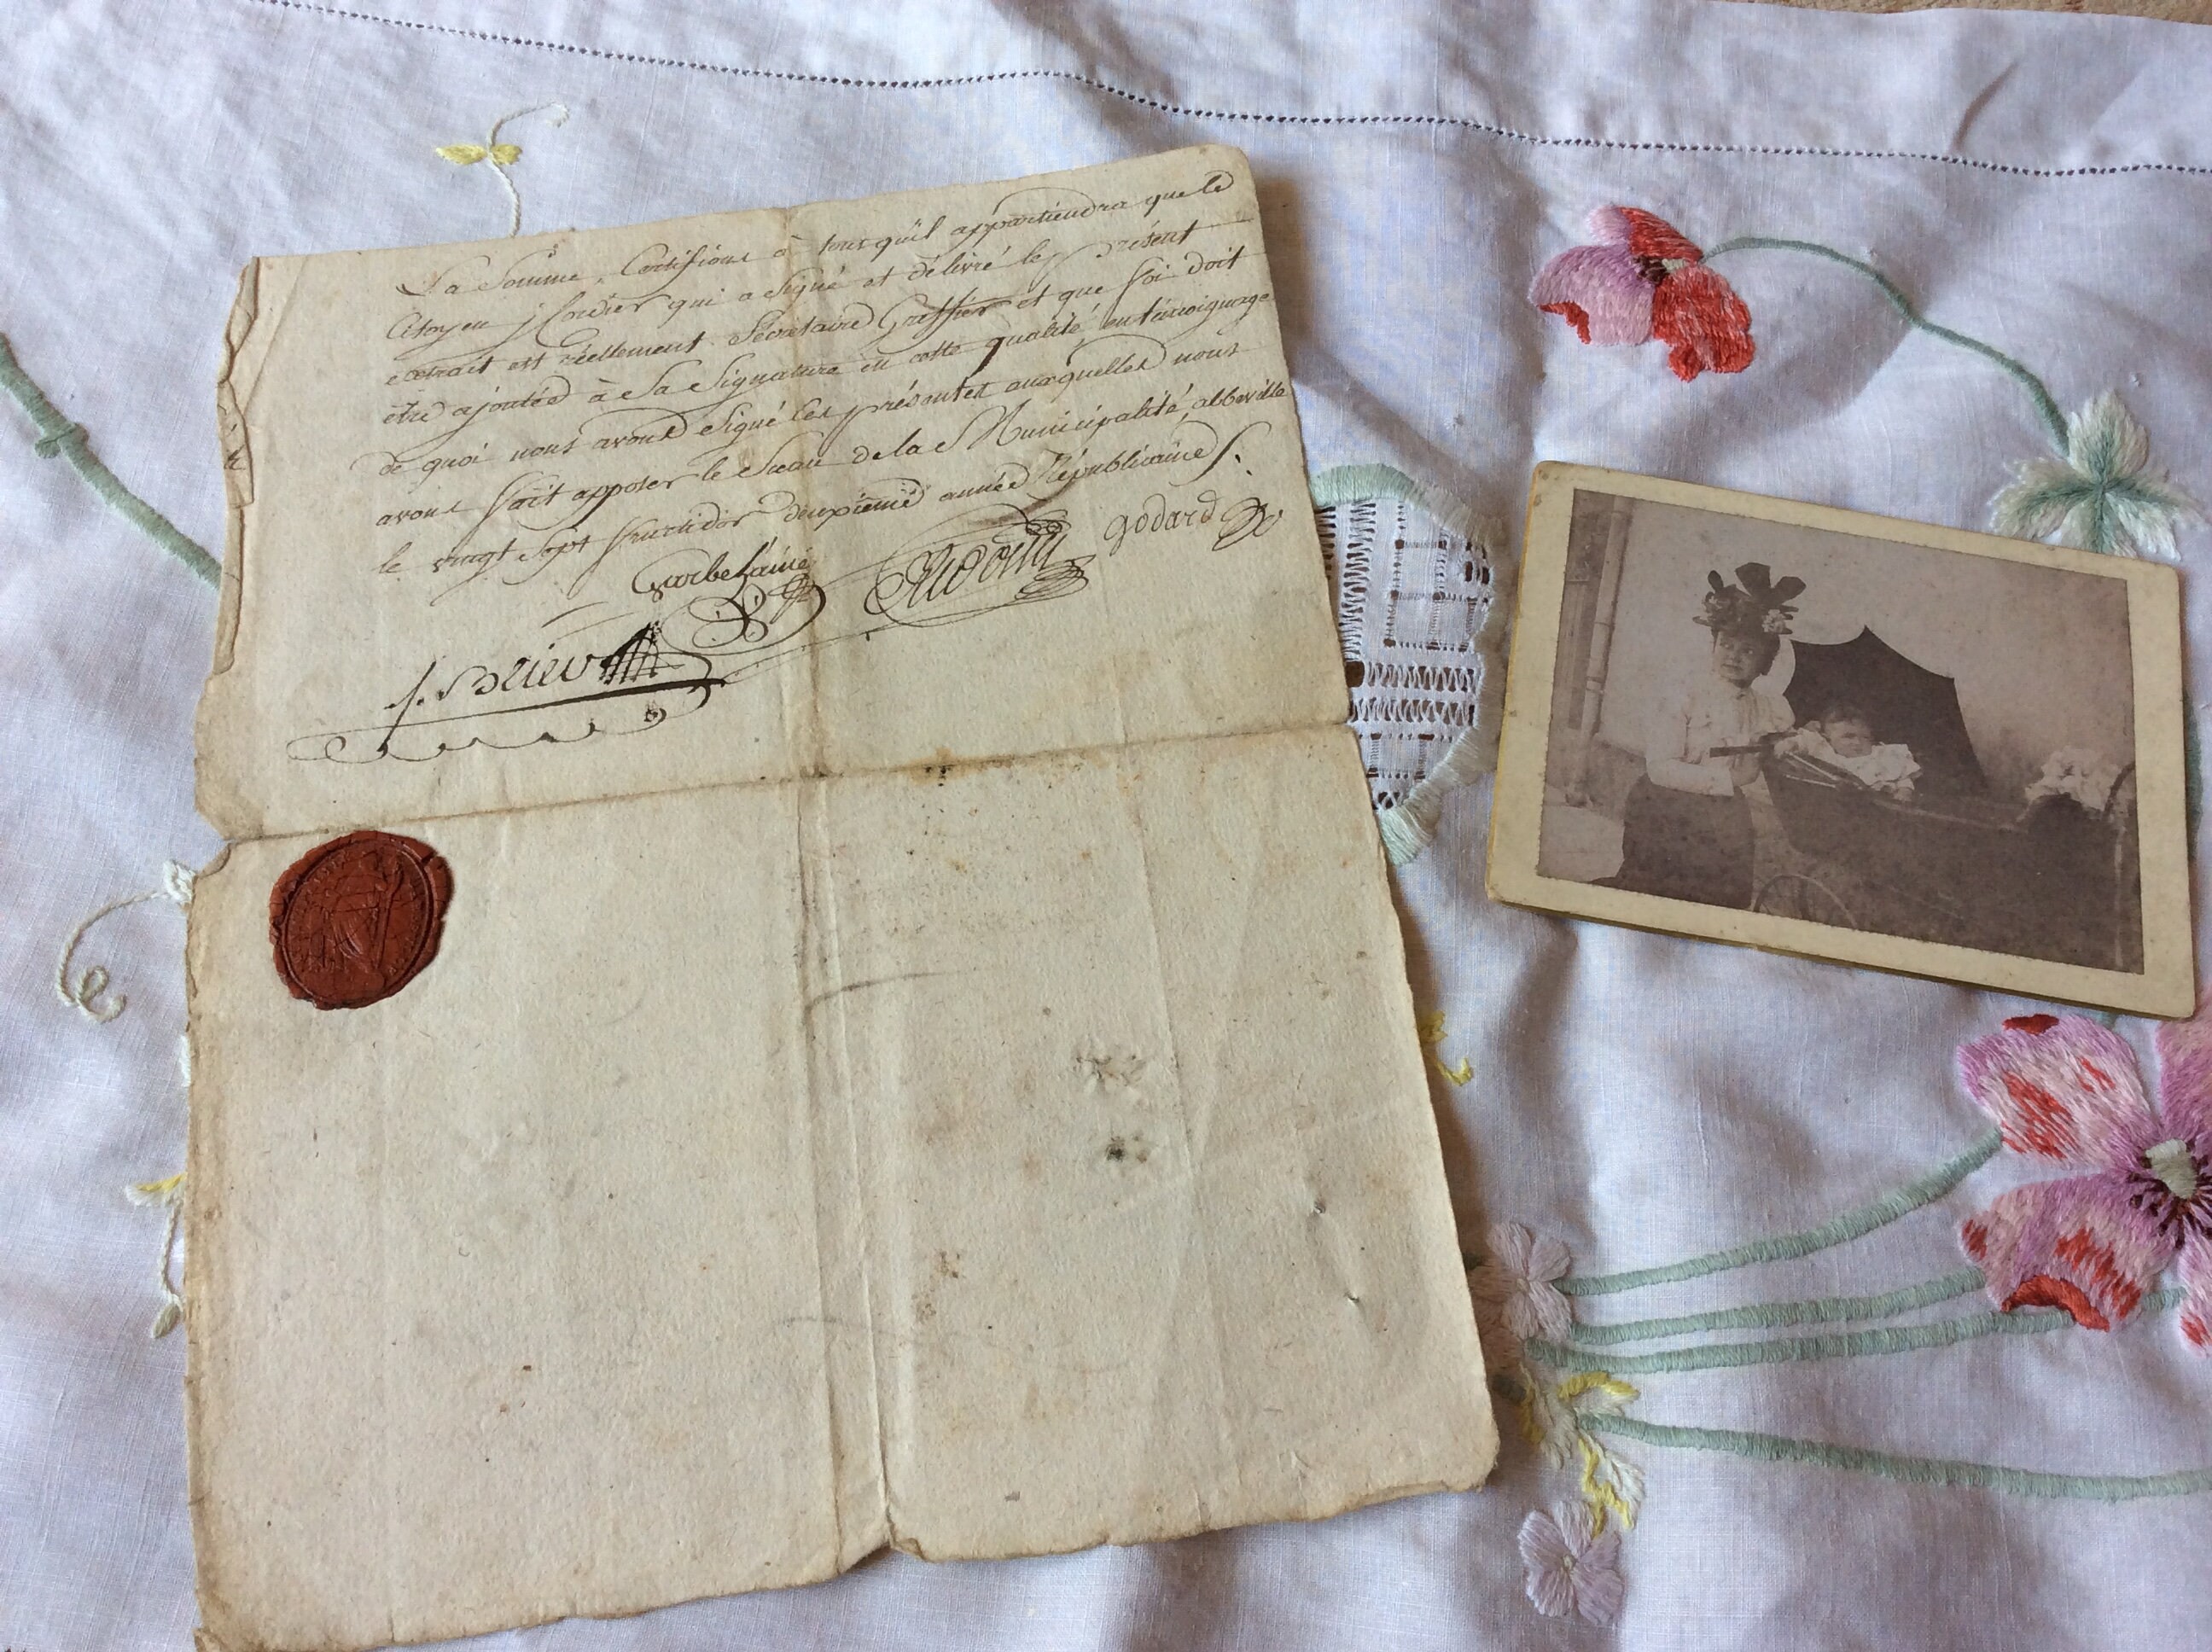 La Somme, Certifions à tous qu'il appartiendra que le
Citoyen j Cordier qui a Signé et délivré le Présent
extrait est réellement Sécrétaire Greffier et que foi doit
être ajoutée à Sa Signature en cette qualité, en témoignage
de quoi nous avons Signé les présentes auxquelles nous
avons fait apposer le Sceau de la Municipalité, abbeville
le vingt Sept fructidor deuxieme année Républicaine /.
godard